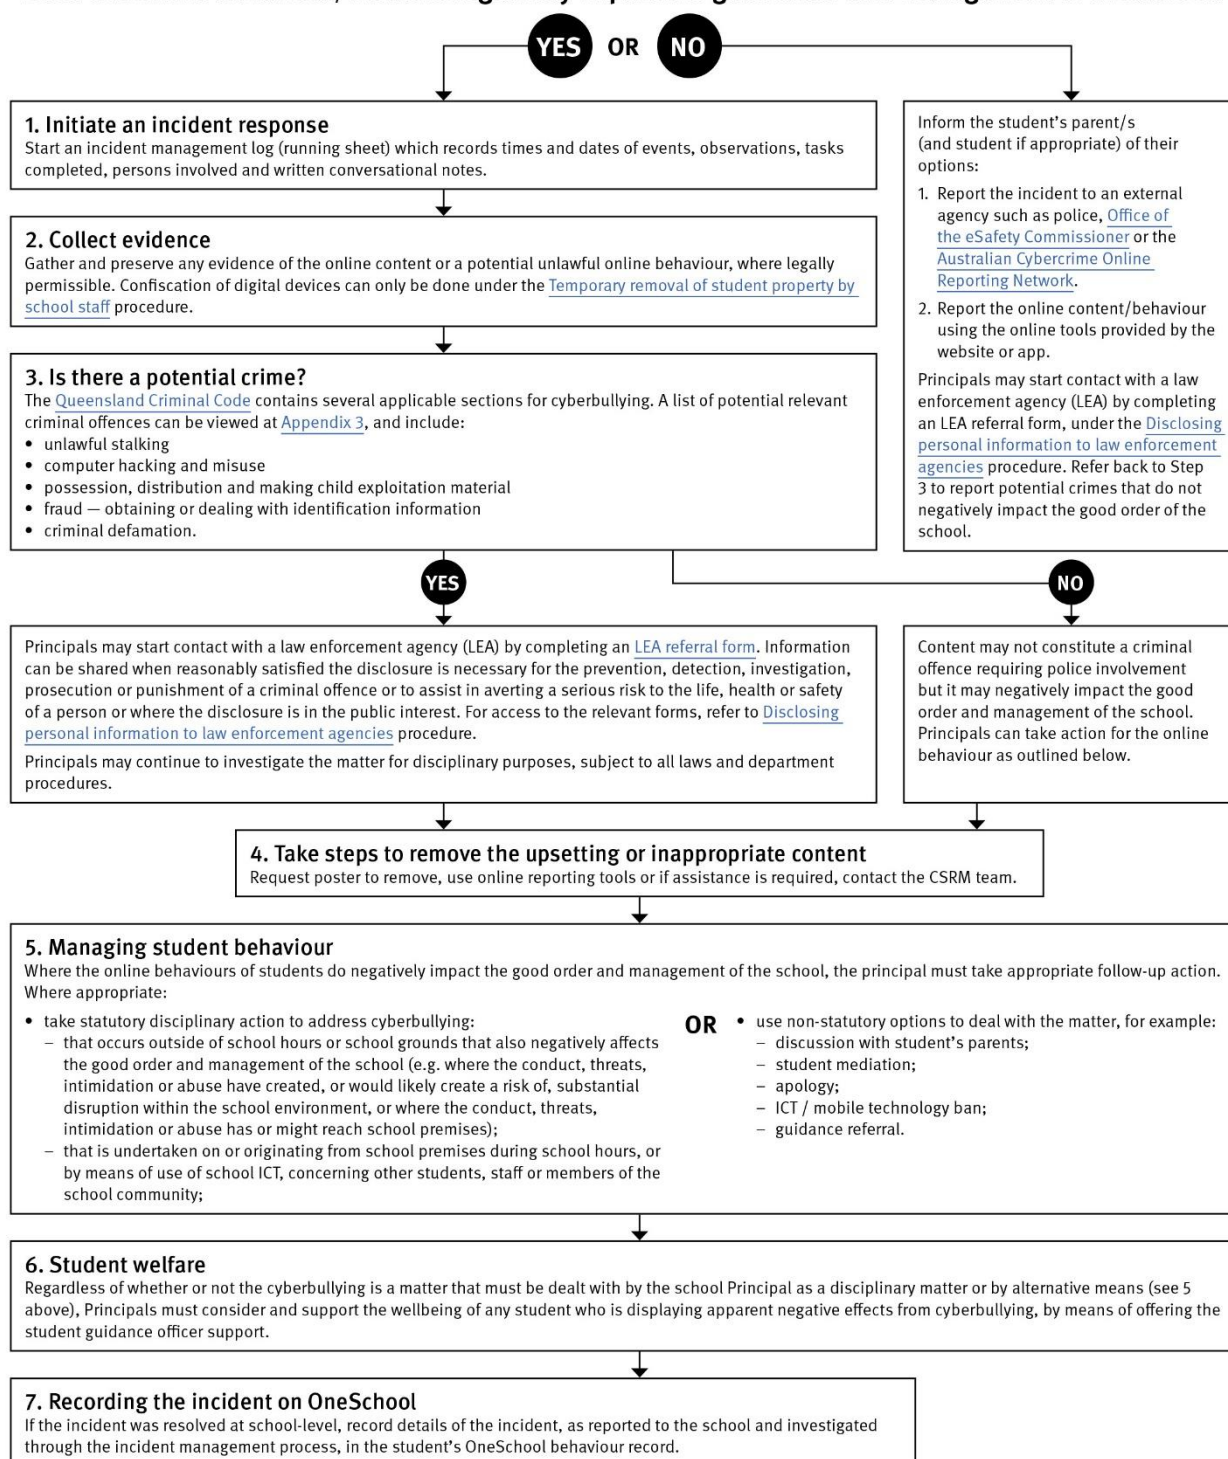 YES OR NO
1. Initiate an incident response
Start an incident management log (running sheet) which records times and dates of events, observations, tasks
completed, persons involved and written conversational notes.
2. Collect evidence
Gather and preserve any evidence of the online content or a potential unlawful online behaviour, where legally
permissible. Confiscation of digital devices can only be done under the Temporary removal of student property by
school staff procedure.
3. Is there a potential crime?
The Queensland Criminal Code contains several applicable sections for cyberbullying. A list of potential relevant
criminal offences can be viewed at Appendix 3, and include:
• unlawful stalking
• computer hacking and misuse
• possession, distribution and making child exploitation material
• fraud — obtaining or dealing with identification information
• criminal defamation.
Inform the student's parent/s
(and student if appropriate) of their
options:
1. Report the incident to an external
agency such as police, Office of
the eSafety Commissioner or the
Australian Cybercrime Online
Reporting Network.
2. Report the online content/behaviour
using the online tools provided by the
website or app.
Principals may start contact with a law
enforcement agency (LEA) by completing
an LEA referral form, under the Disclosing
personal information to law enforcement
agencies procedure. Refer back to Step
3 to report potential crimes that do not
negatively impact the good order of the
school.
YES
NO
Principals may start contact with a law enforcement agency (LEA) by completing an LEA referral form. Information
can be shared when reasonably satisfied the disclosure is necessary for the prevention, detection, investigation,
prosecution or punishment of a criminal offence or to assist in averting a serious risk to the life, health or safety
of a person or where the disclosure is in the public interest. For access to the relevant forms, refer to Disclosing
personal information to law enforcement agencies procedure.
Principals may continue to investigate the matter for disciplinary purposes, subject to all laws and department
procedures.
Content may not constitute a criminal
offence requiring police involvement
but it may negatively impact the good
order and management of the school.
Principals can take action for the online
behaviour as outlined below.
4. Take steps to remove the upsetting or inappropriate content
Request poster to remove, use online reporting tools or if assistance is required, contact the CSRM team.
5. Managing student behaviour
Where the online behaviours of students do negatively impact the good order and management of the school, the principal must take appropriate follow-up action.
Where appropriate:
• take statutory disciplinary action to address cyberbullying:
– that occurs outside of school hours or school grounds that also negatively affects
the good order and management of the school (e.g. where the conduct, threats,
intimidation or abuse have created, or would likely create a risk of, substantial
disruption within the school environment, or where the conduct, threats,
intimidation or abuse has or might reach school premises);
– that is undertaken on or originating from school premises during school hours, or
by means of use of school ICT, concerning other students, staff or members of the
school community;
OR
• use non-statutory options to deal with the matter, for example:
– discussion with student's parents;
– student mediation;
– apology;
– ICT / mobile technology ban;
– guidance referral.
6. Student welfare
Regardless of whether or not the cyberbullying is a matter that must be dealt with by the school Principal as a disciplinary matter or by alternative means (see 5
above), Principals must consider and support the wellbeing of any student who is displaying apparent negative effects from cyberbullying, by means of offering the
student guidance officer support.
7. Recording the incident on OneSchool
If the incident was resolved at school-level, record details of the incident, as reported to the school and investigated
through the incident management process, in the student's OneSchool behaviour record.